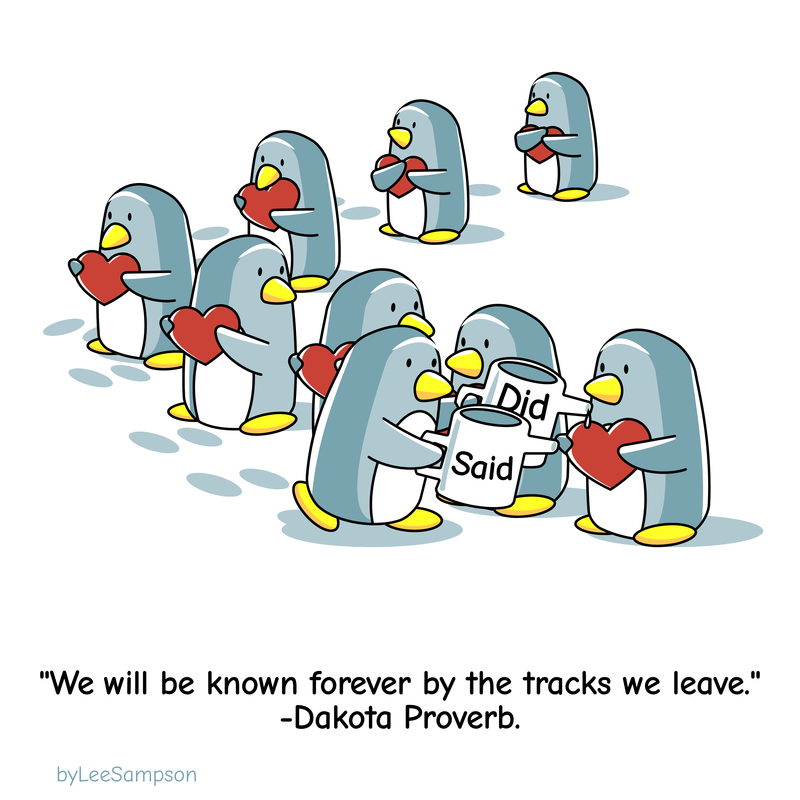 Did
Said
"We will be known forever by the tracks we leave."
-Dakota Proverb.
byLeeSampson